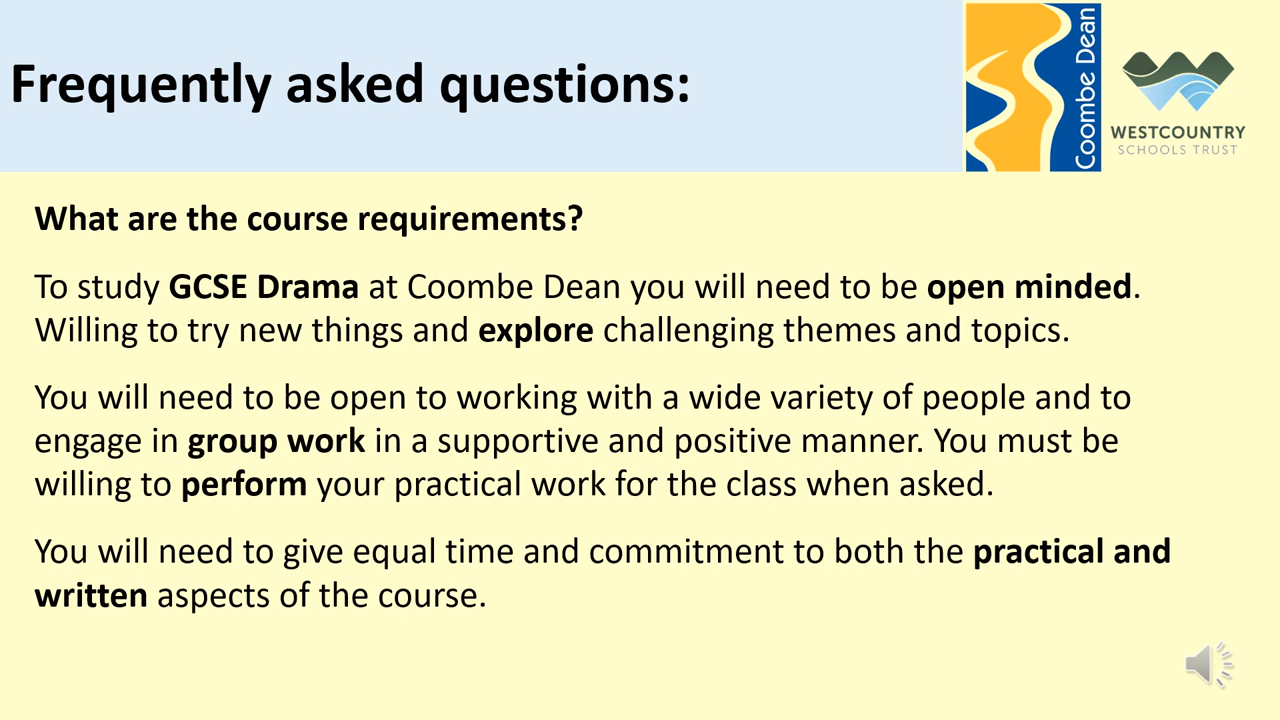 Frequently asked questions:
Coombe Dean
WESTCOUNTRY
SCHOOLS TRUST
What are the course requirements?
To study GCSE Drama at Coombe Dean you will need to be open minded.
Willing to try new things and explore challenging themes and topics.
You will need to be open to working with a wide variety of people and to
engage in group work in a supportive and positive manner. You must be
willing to perform your practical work for the class when asked.
You will need to give equal time and commitment to both the practical and
written aspects of the course.